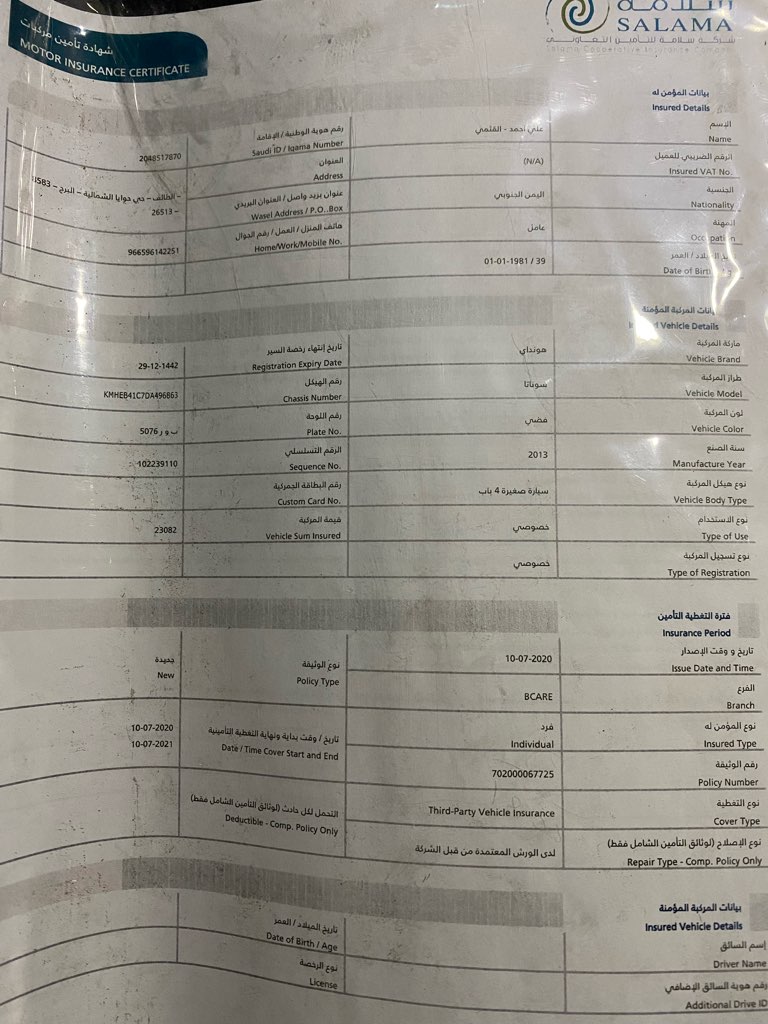 شهادة تأمين مركبات
MOTOR INSURANCE CERTIFICATE
سلامة
SALAMA
شركة سلامة للتأمين التعاوني
Salama Cooperative Insurance
بيانات المؤمن له
Insured Details
الإسم
Name
علي أحمد - القثمي
رقم هوية الوطنية / الإقامة
Saudi ID / Iqama Number
2048517870
الرقم الضريبي للعميل
Insured VAT No.
(N/A)
العنوان
Address
- الطائف - حي حوايا الشمالية - البرج
- 26513
الجنسية
Nationality
اليمن الجنوبي
عنوان بريد واصل / العنوان البريدي
Wasel Address / P.O..Box
المهنة
عامل
هاتف المنزل / العمل / رقم الجوال
Home/Work/Mobile No.
966596142251
الميلاد / العمر
Date of Birth
01-01-1981 / 39
بيانات المركبة المؤمنة
Vehicle Details
ماركة المركبة
Vehicle Brand
هونداي
تاريخ إنتهاء رخصة السير
Registration Expiry Date
29-12-1442
طراز المركبة
Vehicle Model
سوناتا
رقم الهيكل
Chassis Number
KMHEB41C7DA496863
لون المركبة
Vehicle Color
فضي
رقم اللوحة
Plate No.
ب و ر 5076
سنة الصنع
Manufacture Year
2013
الرقم التسلسلي
Sequence No.
102239110
نوع هيكل المركبة
Vehicle Body Type
سيارة صغيرة 4 باب
رقم البطاقة الجمركية
Custom Card No.
نوع الاستخدام
Type of Use
خصوصي
قيمة المركبة
Vehicle Sum Insured
23082
نوع تسجيل المركبة
Type of Registration
خصوصي
فترة التغطية التأمين
Insurance Period
تاريخ و وقت الإصدار
Issue Date and Time
10-07-2020
نوع الوثيقة
Policy Type
جديدة
New
الفرع
Branch
BCARE
نوع المؤمن له
Insured Type
فرد
Individual
تاريخ / وقت بداية ونهاية التغطية التأمينية
Date / Time Cover Start and End
10-07-2020
10-07-2021
رقم الوثيقة
Policy Number
702000067725
نوع التغطية
Cover Type
Third-Party Vehicle Insurance
التحمل لكل حادث (لوثائق التأمين الشامل فقط)
Deductible - Comp. Policy Only
نوع الإصلاح (لوثائق التأمين الشامل فقط)
Repair Type - Comp. Policy Only
لدى الورش المعتمدة من قبل الشركة
بيانات المركبة المؤمنة
Insured Vehicle Details
إسم السائق
Driver Name
تاريخ الميلاد / العمر
Date of Birth / Age
رقم هوية السائق الإضافي
Additional Drive ID
نوع الرخصة
License